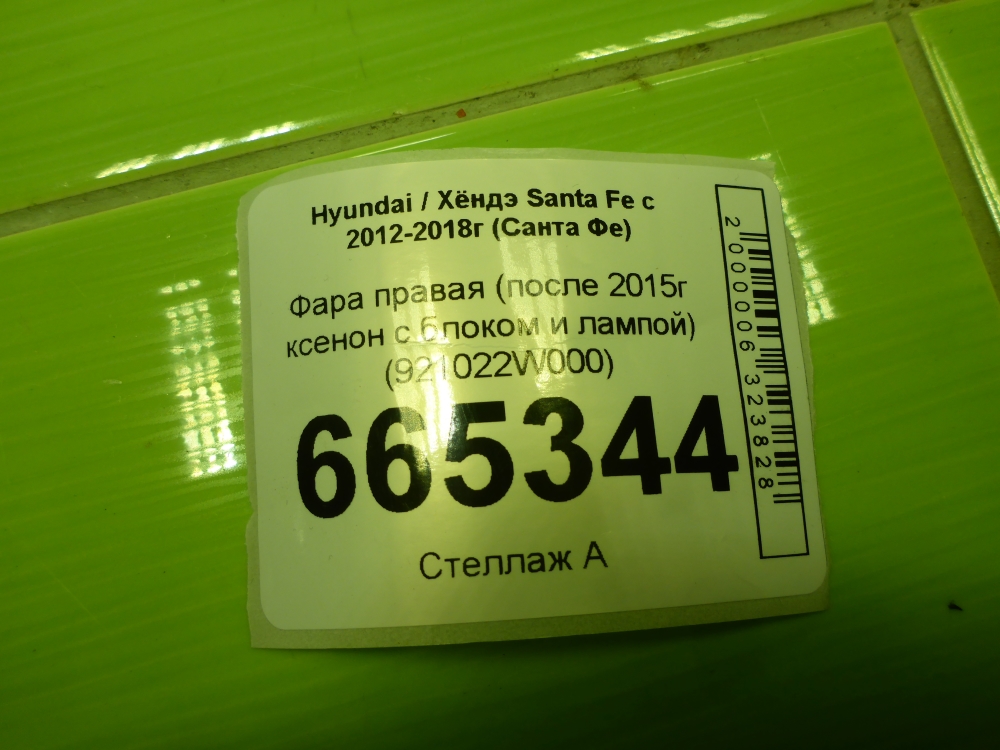 Hyundai / Хёндэ Santa Fe с
2012-2018г (Санта Фе)
Фара правая (после 2015г
ксенон с блоком и лампой)
(921022W000)
665344
Стеллаж А
2000006323828